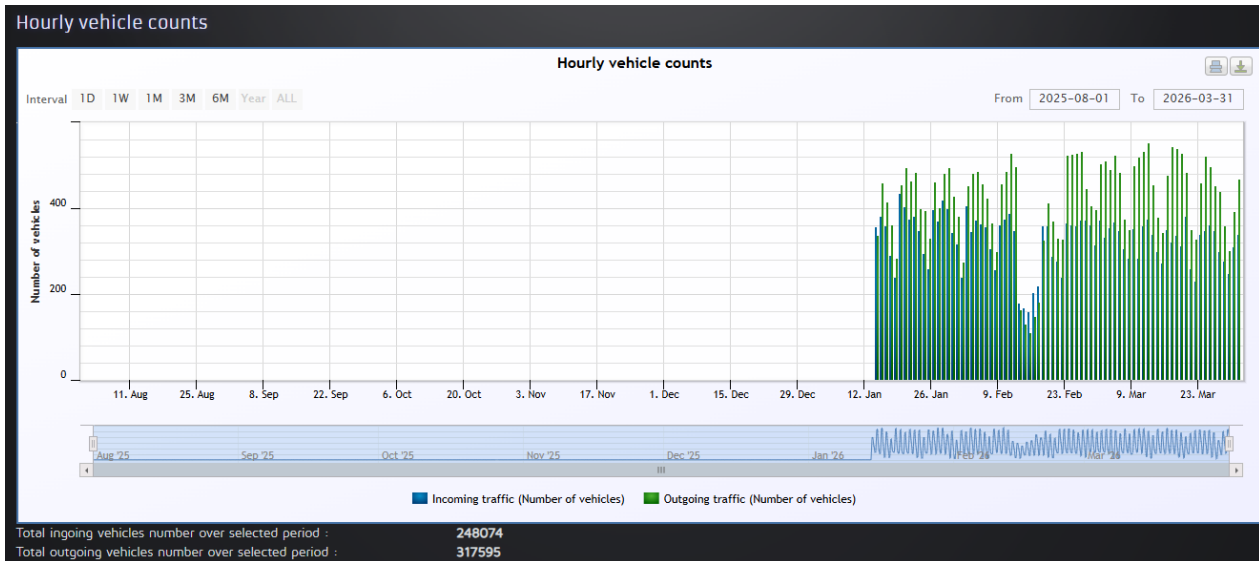 Hourly vehicle counts
Hourly vehicle counts
Interval 1D 1W 1M 3M 6M Year ALL From 2025-08-01 To 2026-03-31
Number of vehicles
400
200
0
11. Aug 25. Aug 8. Sep 22. Sep 6. Oct 20. Oct 3. Nov 17. Nov 1. Dec 15. Dec 29. Dec 12. Jan 26. Jan 9. Feb 23. Feb 9. Mar 23. Mar
Aug '25 Sep '25 Oct '25 Nov '25 Dec '25 Jan '26 Feb '26 Mar '26
Incoming traffic (Number of vehicles) Outgoing traffic (Number of vehicles)
Total ingoing vehicles number over selected period : 248074
Total outgoing vehicles number over selected period : 317595